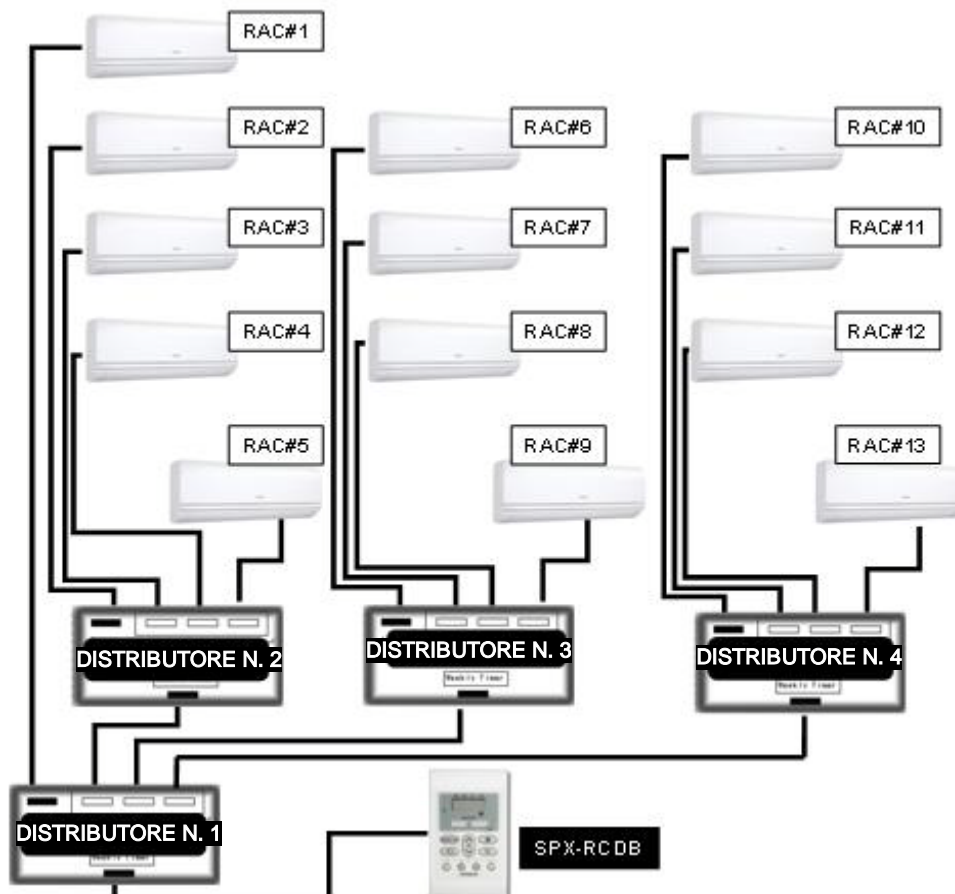 RAC#1
RAC#2
RAC#6
RAC#10
RAC#3
RAC#7
RAC#11
RAC#4
RAC#8
RAC#12
RAC#5
RAC#9
RAC#13
DISTRIBUTORE N. 2
DISTRIBUTORE N. 3
DISTRIBUTORE N. 4
Weekly Timer
Weekly Timer
DISTRIBUTORE N. 1
Weekly Timer
SPX-RCDB